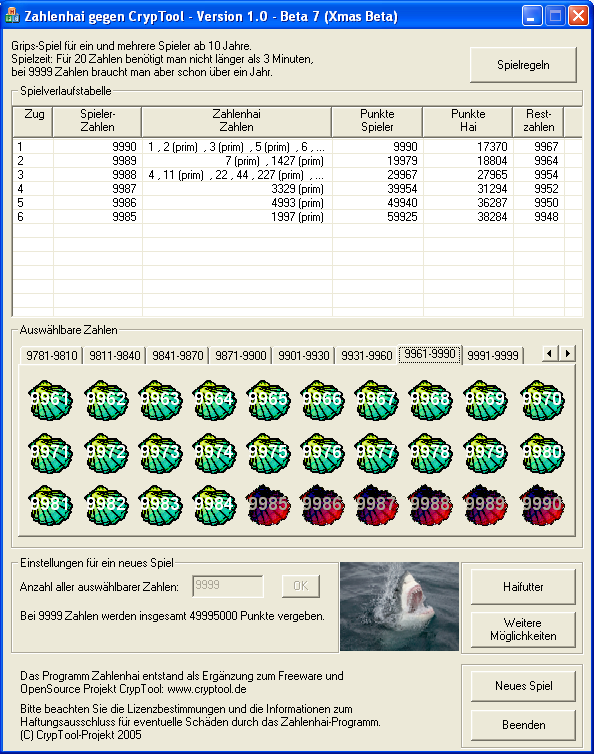 Zahlenhai gegen CrypTool - Version 1.0 - Beta 7 (Xmas Beta)
Grips-Spiel für ein und mehrere Spieler ab 10 Jahre.
Spielzeit: Für 20 Zahlen benötigt man nicht länger als 3 Minuten,
bei 9999 Zahlen braucht man aber schon über ein Jahr.
Spielregeln
Spielverlaufstabelle
Zug Spieler-Zahlen Zahlenhai Zahlen Punkte Spieler Punkte Hai Rest-zahlen
1 9990 1 , 2 (prim) , 3 (prim) , 5 (prim) , 6 , ... 9990 17370 9967
2 9989 7 (prim) , 1427 (prim) 19979 18804 9964
3 9988 4 , 11 (prim) , 22 , 44 , 227 (prim) , ... 29967 27965 9954
4 9987 3329 (prim) 39954 31294 9952
5 9986 4993 (prim) 49940 36287 9950
6 9985 1997 (prim) 59925 38284 9948
Auswählbare Zahlen
9781-9810 9811-9840 9841-9870 9871-9900 9901-9930 9931-9960 9961-9990 9991-9999
9961 9962 9963 9964 9965 9966 9967 9968 9969 9970
9971 9972 9973 9974 9975 9976 9977 9978 9979 9980
9981 9982 9983 9984 9985 9986 9987 9988 9989 9990
Einstellungen für ein neues Spiel
Anzahl aller auswählbarer Zahlen: 9999 OK
Bei 9999 Zahlen werden insgesamt 49995000 Punkte vergeben.
Haifutter
Weitere
Möglichkeiten
Das Programm Zahlenhai entstand als Ergänzung zum Freeware und
OpenSource Projekt CrypTool: www.cryptool.de
Bitte beachten Sie die Lizenzbestimmungen und die Informationen zum
Haftungsausschluss für eventuelle Schäden durch das Zahlenhai-Programm.
(C) CrypTool-Projekt 2005
Neues Spiel
Beenden